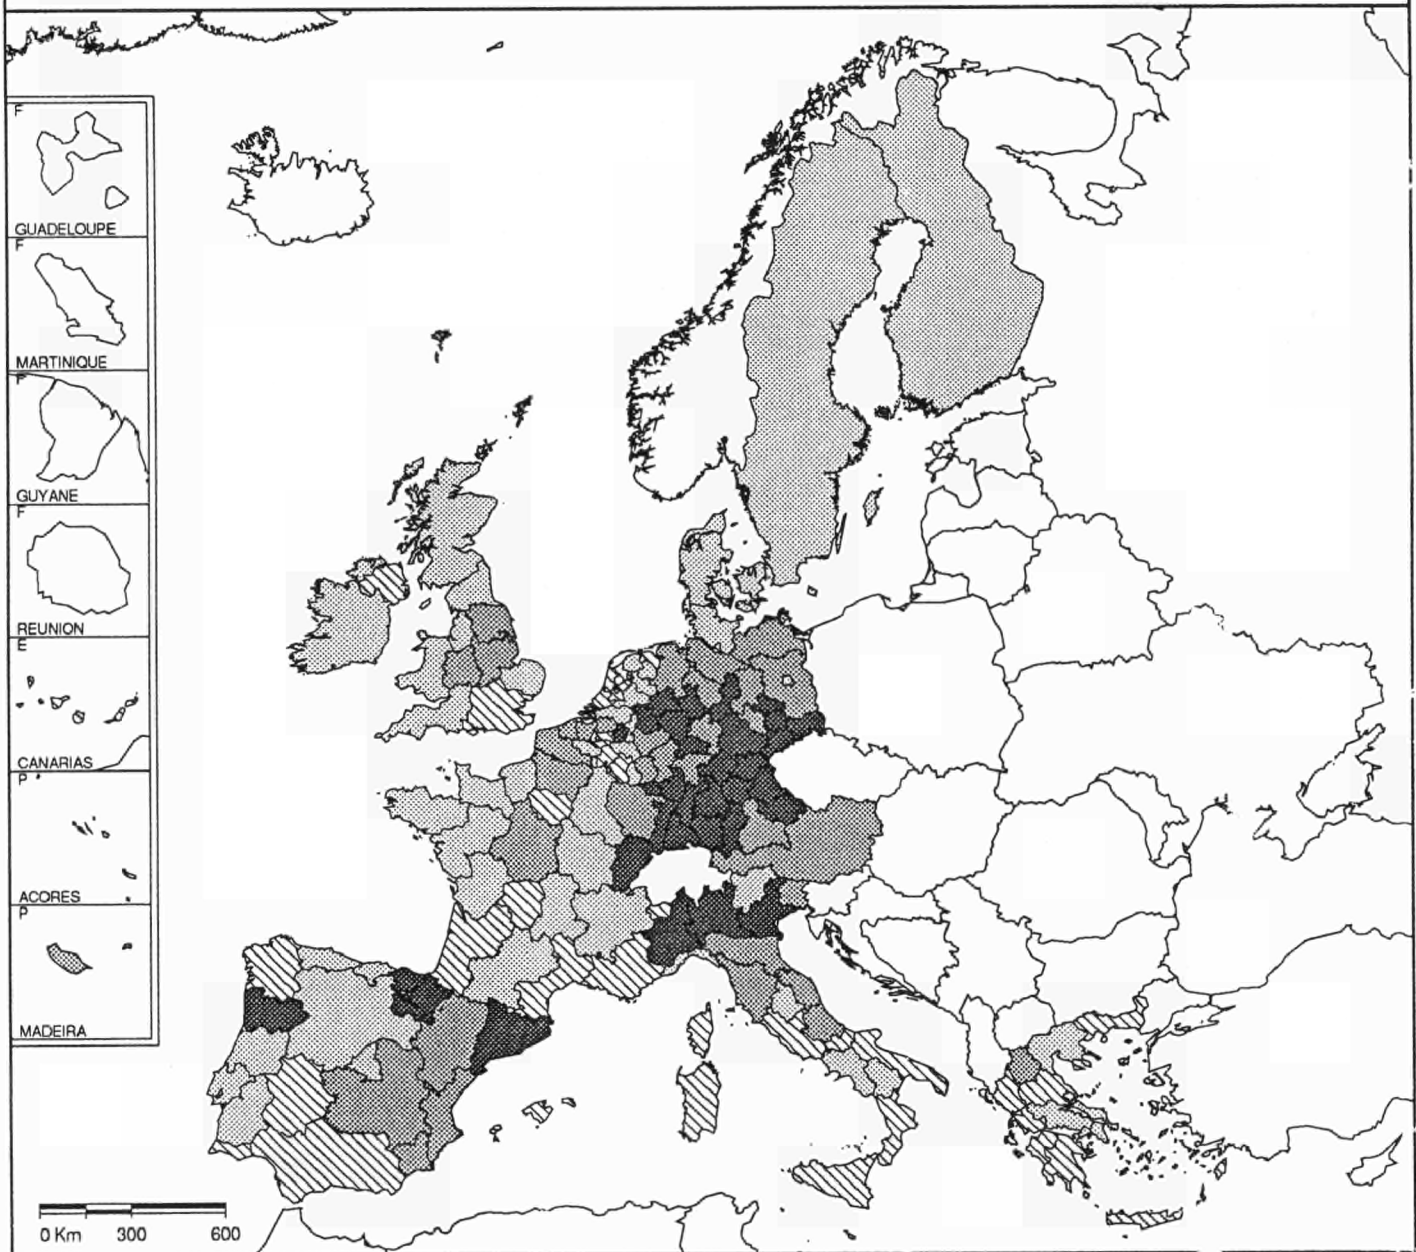 F
GUADELOUPE
F
MARTINIQUE
F
GUYANE
F
REUNION
E
CANARIAS
P
ACORES
P
MADEIRA
0 Km 300 600